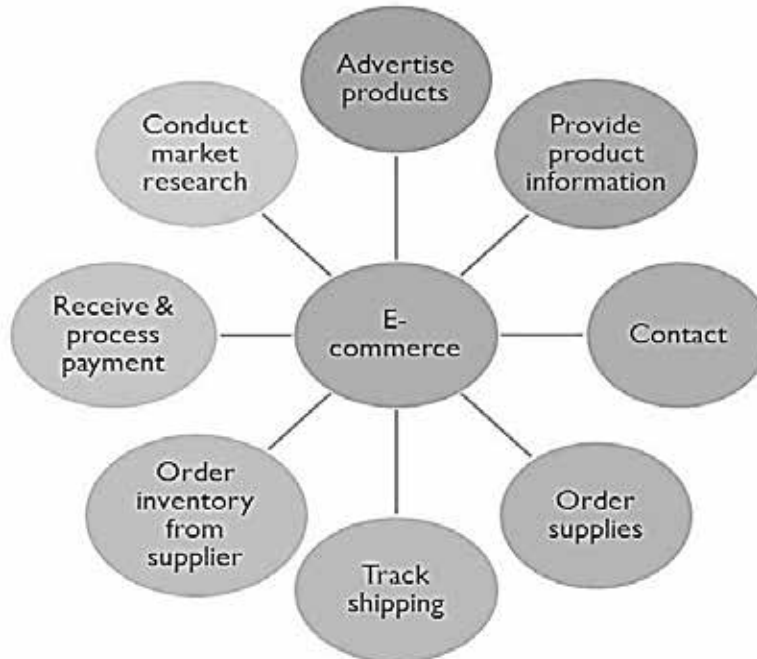 Advertise
products
Provide
product
information
Contact
Order
supplies
Track
shipping
Order
inventory
from
supplier
Receive &
process
payment
Conduct
market
research
E-
commerce